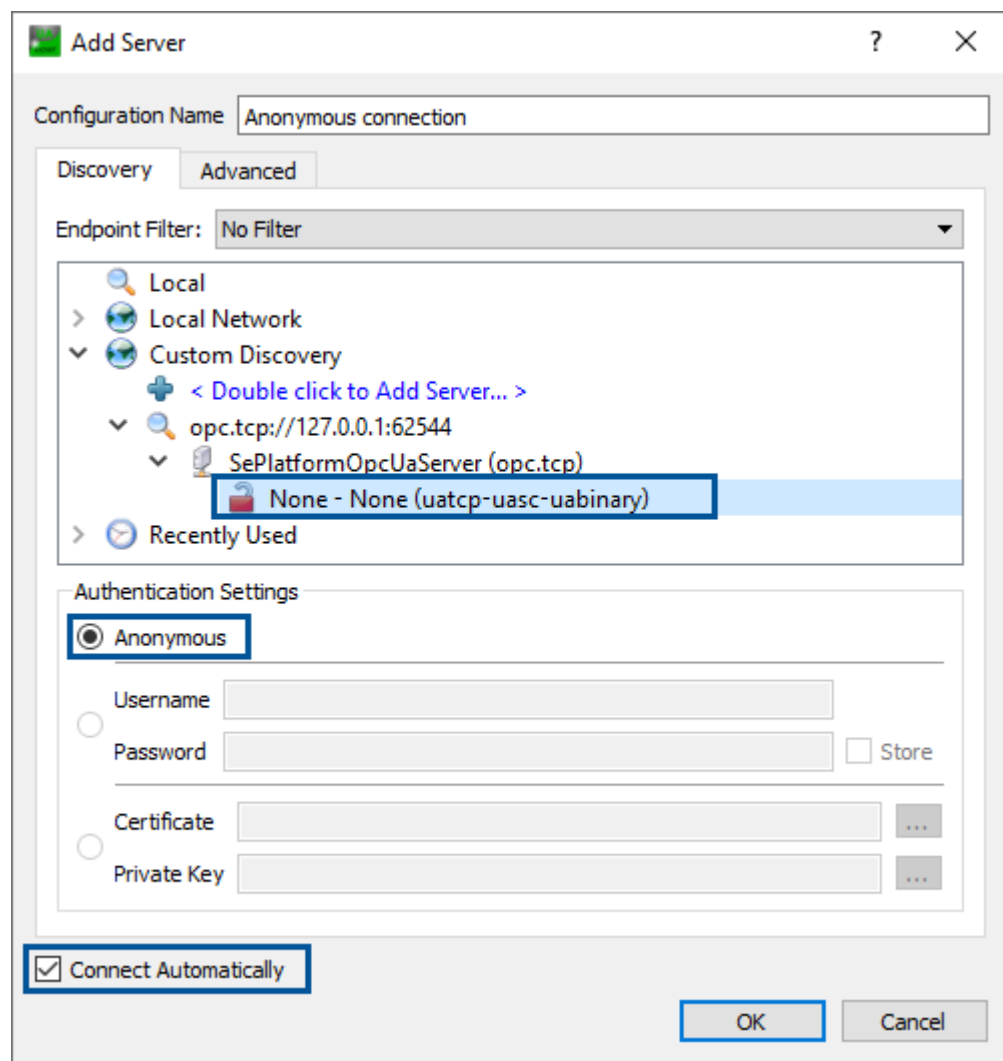 Add Server
?
Configuration Name Anonymous connection
Discovery Advanced
Endpoint Filter: No Filter
Local
Local Network
Custom Discovery
< Double click to Add Server... >
opc.tcp://127.0.0.1:62544
SePlatformOpcUaServer (opc.tcp)
None - None (uatcp-uasc-uabinary)
Recently Used
Authentication Settings
Anonymous
Username
Password Store
Certificate ...
Private Key ...
Connect Automatically
OK Cancel